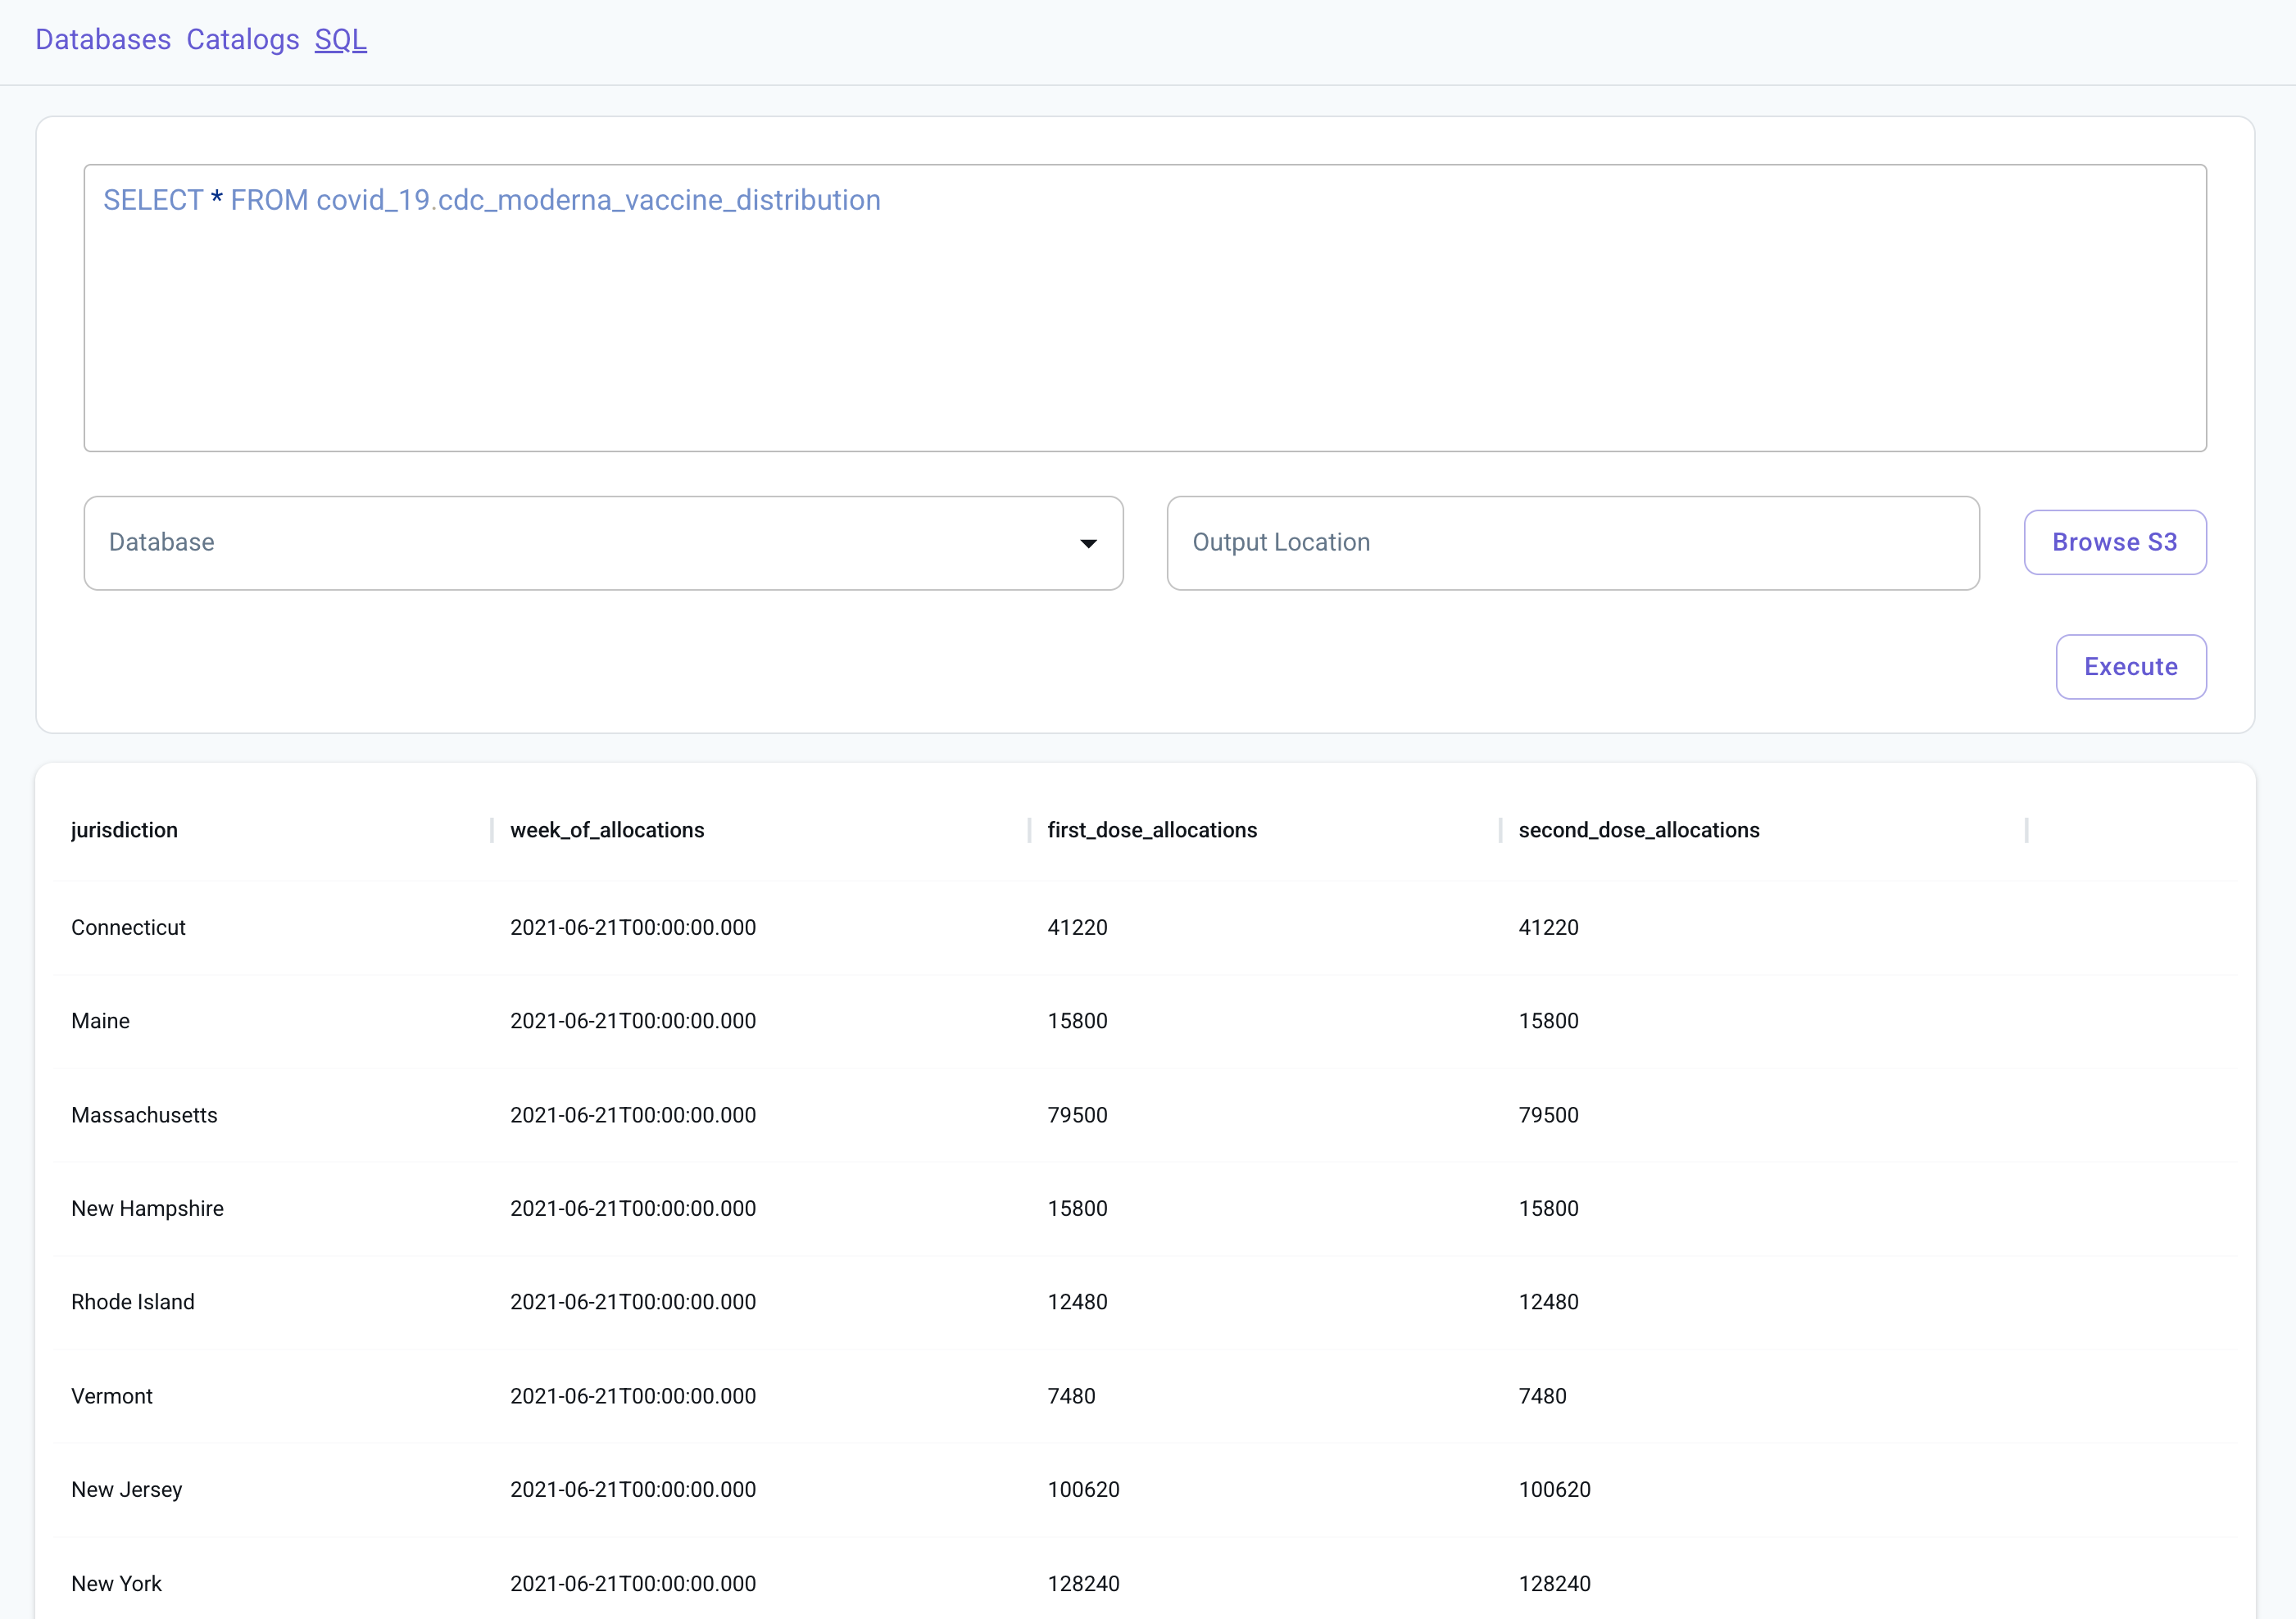 Databases Catalogs SQL
SELECT * FROM covid_19.cdc_moderna_vaccine_distribution
Database Output Location Browse S3
Execute
jurisdiction week_of_allocations first_dose_allocations second_dose_allocations
Connecticut 2021-06-21T00:00:00.000 41220 41220
Maine 2021-06-21T00:00:00.000 15800 15800
Massachusetts 2021-06-21T00:00:00.000 79500 79500
New Hampshire 2021-06-21T00:00:00.000 15800 15800
Rhode Island 2021-06-21T00:00:00.000 12480 12480
Vermont 2021-06-21T00:00:00.000 7480 7480
New Jersey 2021-06-21T00:00:00.000 100620 100620
New York 2021-06-21T00:00:00.000 128240 128240